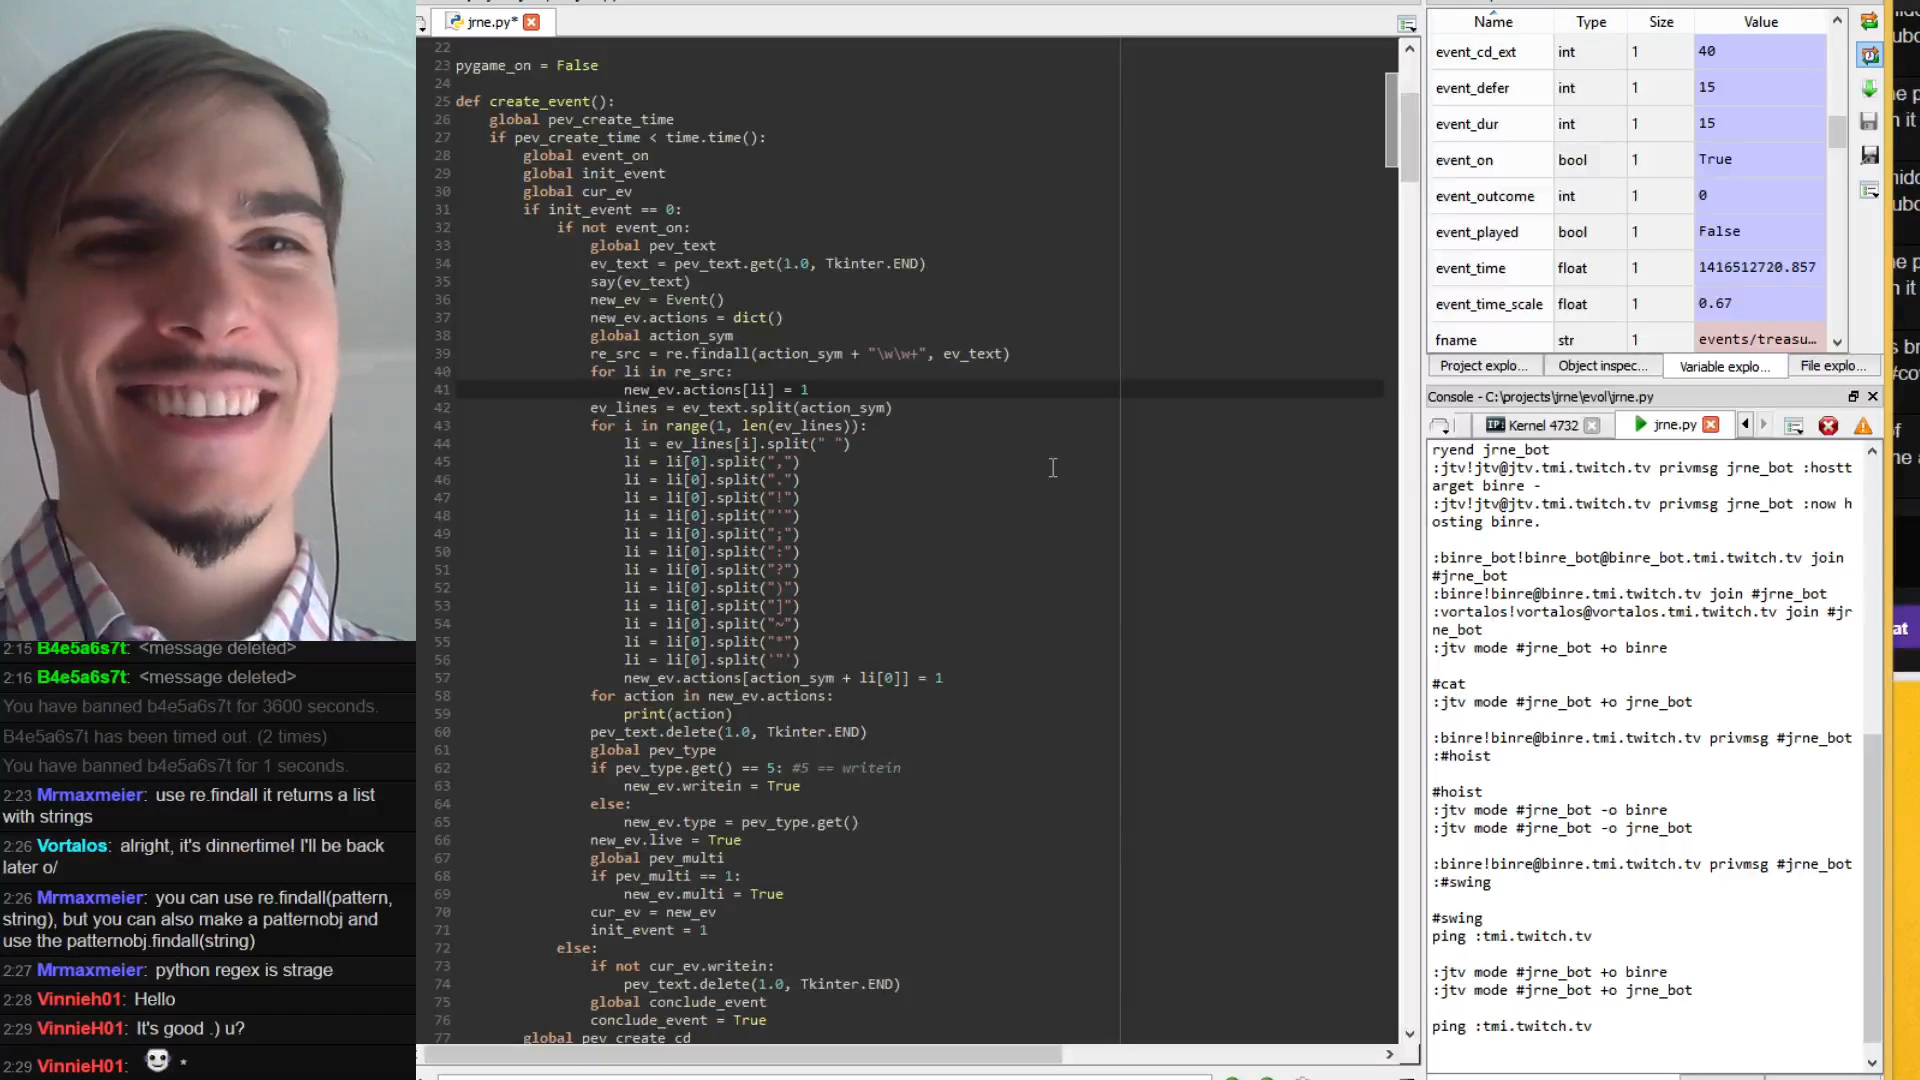 jrne.py*
22
23 pygame_on = False
24
25 def create_event():
26 global pev_create_time
27 if pev_create_time < time.time():
28 global event_on
29 global init_event
30 global cur_ev
31 if init_event == 0:
32 if not event_on:
33 global pev_text
34 ev_text = pev_text.get(1.0, Tkinter.END)
35 say(ev_text)
36 new_ev = Event()
37 new_ev.actions = dict()
38 global action_sym
39 re_src = re.findall(action_sym + "\w\w+", ev_text)
40 for li in re_src:
41 new_ev.actions[li] = 1
42 ev_lines = ev_text.split(action_sym)
43 for i in range(1, len(ev_lines)):
44 li = ev_lines[i].split(" ")
45 li = li[0].split(",")
46 li = li[0].split(".")
47 li = li[0].split("!")
48 li = li[0].split("'")
49 li = li[0].split(";")
50 li = li[0].split(":")
51 li = li[0].split("?")
52 li = li[0].split(")")
53 li = li[0].split("]")
54 li = li[0].split("~")
55 li = li[0].split("*")
56 li = li[0].split('"')
57 new_ev.actions[action_sym + li[0]] = 1
58 for action in new_ev.actions:
59 print(action)
60 pev_text.delete(1.0, Tkinter.END)
61 global pev_type
62 if pev_type.get() == 5: #5 == writein
63 new_ev.writein = True
64 else:
65 new_ev.type = pev_type.get()
66 new_ev.live = True
67 global pev_multi
68 if pev_multi == 1:
69 new_ev.multi = True
70 cur_ev = new_ev
71 init_event = 1
72 else:
73 if not cur_ev.writein:
74 pev_text.delete(1.0, Tkinter.END)
75 global conclude_event
76 conclude_event = True
77 global pev_create_cd
2:15 B4e5a6s7t: <message deleted>
2:16 B4e5a6s7t: <message deleted>
You have banned b4e5a6s7t for 3600 seconds.
B4e5a6s7t has been timed out. (2 times)
You have banned b4e5a6s7t for 1 seconds.
2:23 Mrmaxmeier: use re.findall it returns a list
with strings
2:26 Vortalos: alright, it's dinnertime! I'll be back
later o/
2:26 Mrmaxmeier: you can use re.findall(pattern,
string), but you can also make a patternobj and
use the patternobj.findall(string)
2:27 Mrmaxmeier: python regex is strage
2:28 Vinnieh01: Hello
2:29 VinnieH01: It's good .) u?
2:29 VinnieH01: *
Name Type Size Value
event_cd_ext int 1 40
event_defer int 1 15
event_dur int 1 15
event_on bool 1 True
event_outcome int 1 0
event_played bool 1 False
event_time float 1 1416512720.857
event_time_scale float 1 0.67
fname str 1 events/treasu...
Project explo... Object inspec... Variable explo... File explo...
Console - C:\projects\jrne\evol\jrne.py
IP: Kernel 4732 jrne.py
ryend jrne_bot
:jtv!jtv@jtv.tmi.twitch.tv privmsg jrne_bot :hostt
arget binre -
:jtv!jtv@jtv.tmi.twitch.tv privmsg jrne_bot :now h
osting binre.
:binre_bot!binre_bot@binre_bot.tmi.twitch.tv join
#jrne_bot
:binre!binre@binre.tmi.twitch.tv join #jrne_bot
:vortalos!vortalos@vortalos.tmi.twitch.tv join #jr
ne_bot
:jtv mode #jrne_bot +o binre
#cat
:jtv mode #jrne_bot +o jrne_bot
:binre!binre@binre.tmi.twitch.tv privmsg #jrne_bot
:#hoist
#hoist
:jtv mode #jrne_bot -o binre
:jtv mode #jrne_bot -o jrne_bot
:binre!binre@binre.tmi.twitch.tv privmsg #jrne_bot
:#swing
#swing
ping :tmi.twitch.tv
:jtv mode #jrne_bot +o binre
:jtv mode #jrne_bot +o jrne_bot
ping :tmi.twitch.tv